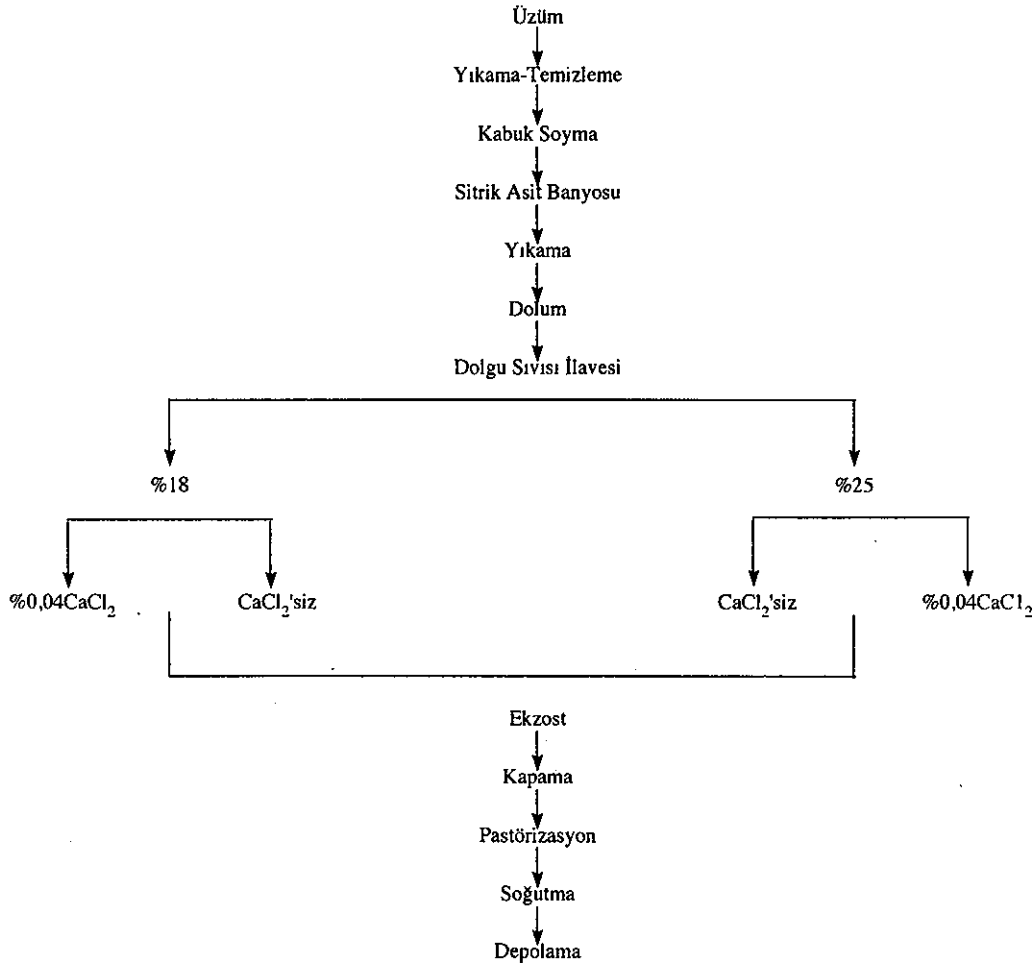 Üzüm
Yıkama-Temizleme
Kabuk Soyma
Sitrik Asit Banyosu
Yıkama
Dolum
Dolgu Sıvısı İlavesi
%18 %25
%0,04CaCl₂ CaCl₂'siz CaCl₂'siz %0,04CaCl₂
Ekzost
Kapama
Pastörizasyon
Soğutma
Depolama